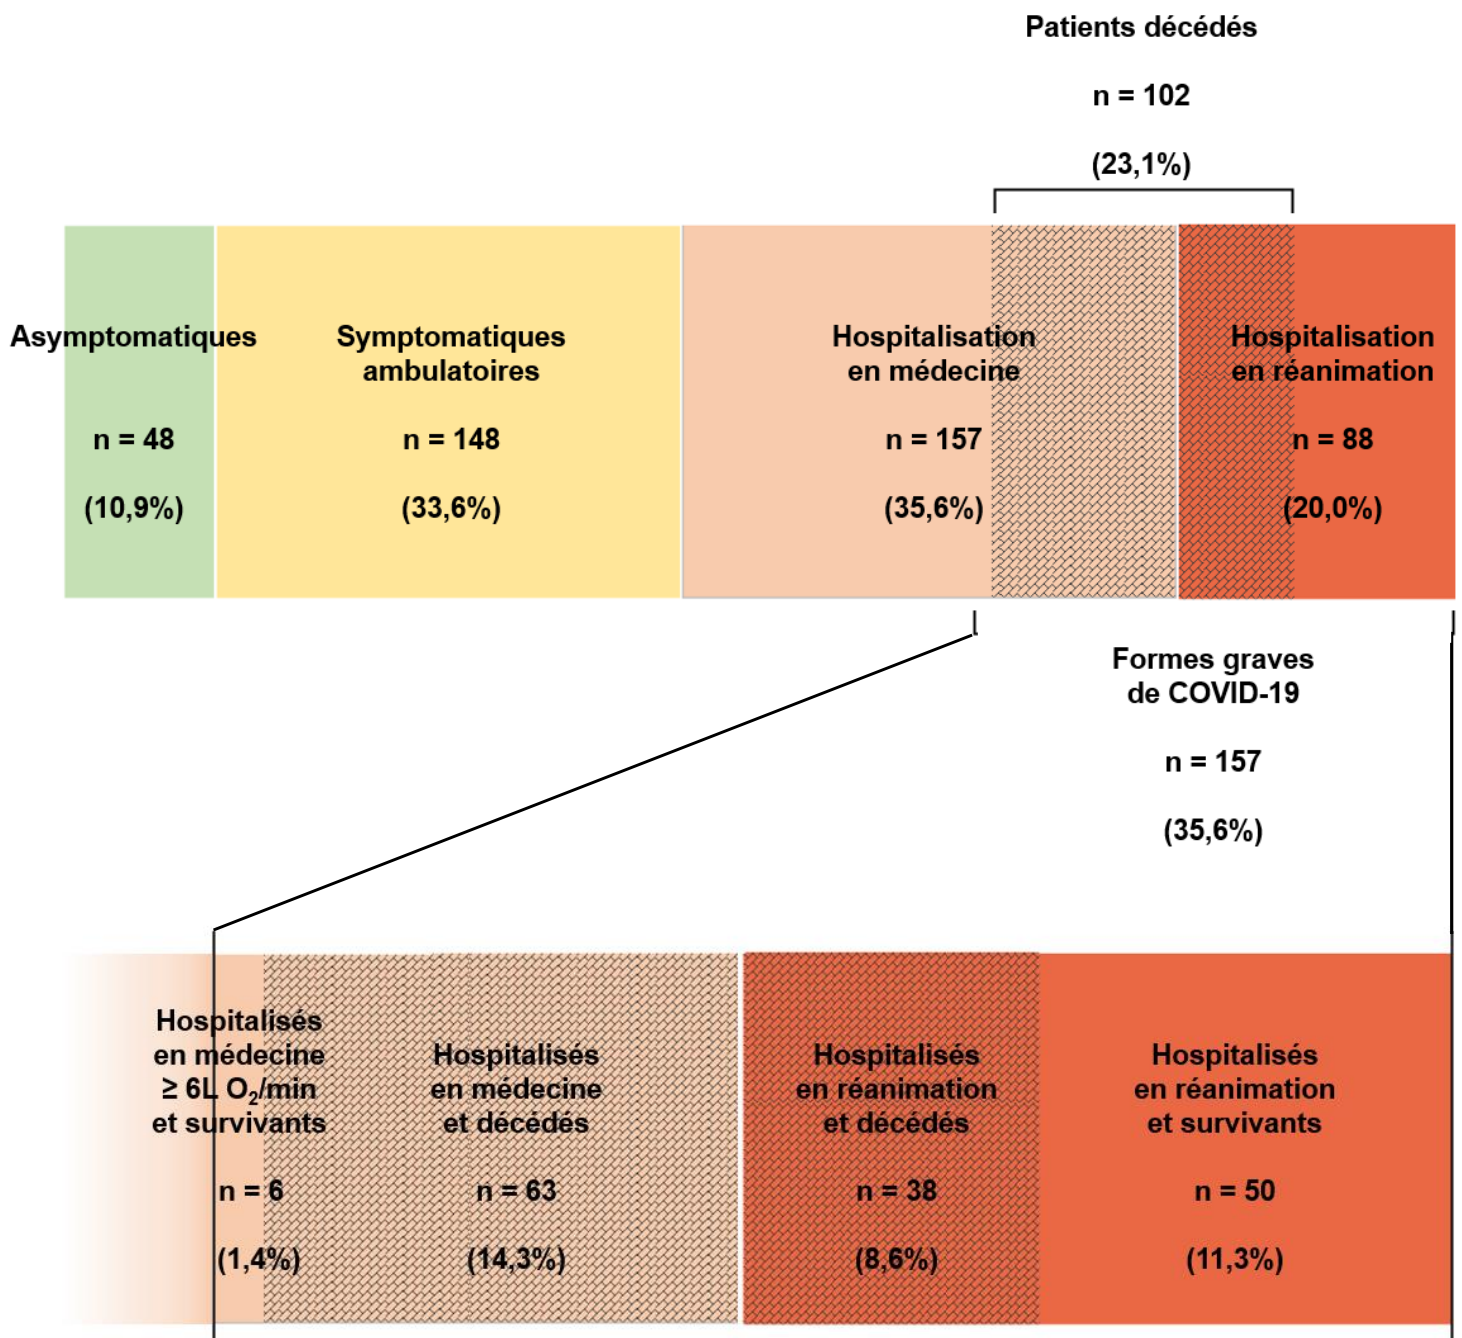 Patients décédés
n = 102
(23,1%)
Asymptomatiques
n = 48
(10,9%)
Symptomatiques
ambulatoires
n = 148
(33,6%)
Hospitalisation
en médecine
n = 157
(35,6%)
Hospitalisation
en réanimation
n = 88
(20,0%)
Formes graves
de COVID-19
n = 157
(35,6%)
Hospitalisés
en médecine
≥ 6L O₂/min
et survivants
n = 6
(1,4%)
Hospitalisés
en médecine
et décédés
n = 63
(14,3%)
Hospitalisés
en réanimation
et décédés
n = 38
(8,6%)
Hospitalisés
en réanimation
et survivants
n = 50
(11,3%)